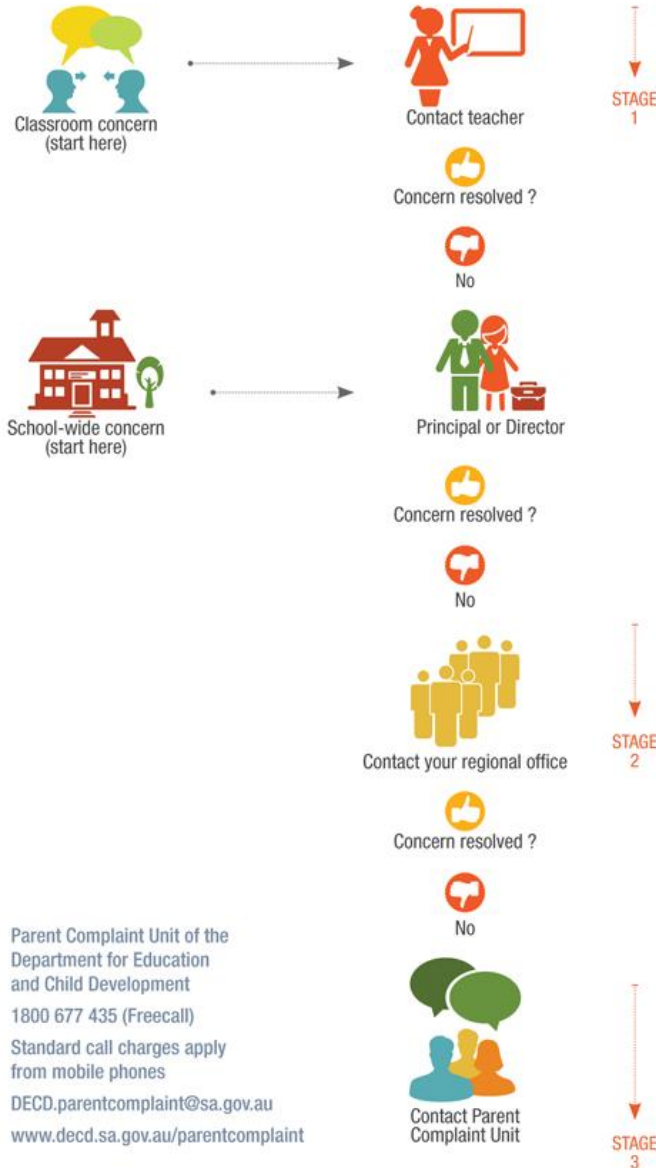 Classroom concern
(start here)
Contact teacher
STAGE
1
Concern resolved ?
No
School-wide concern
(start here)
Principal or Director
Concern resolved ?
No
Contact your regional office
STAGE
2
Concern resolved ?
No
Parent Complaint Unit of the
Department for Education
and Child Development
1800 677 435 (Freecall)
Standard call charges apply
from mobile phones
DECD.parentcomplaint@sa.gov.au
www.decd.sa.gov.au/parentcomplaint
Contact Parent
Complaint Unit
STAGE
3